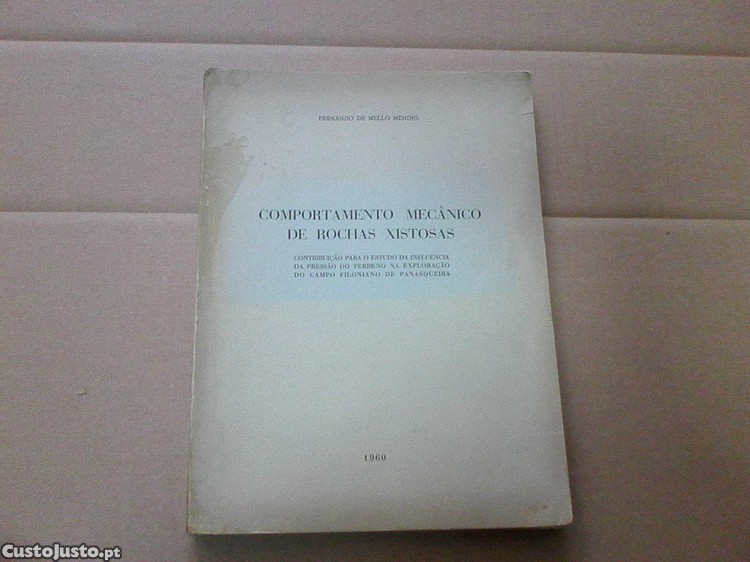 FERNANDO DE MELLO MENDES
COMPORTAMENTO MECÂNICO
DE ROCHAS XISTOSAS
CONTRIBUIÇÃO PARA O ESTUDO DA INFLUÊNCIA
DA PRESSÃO DO TERRENO NA EXPLORAÇÃO
DO CAMPO FILONIANO DE PANASQUEIRA
1960
CustoJusto.pt